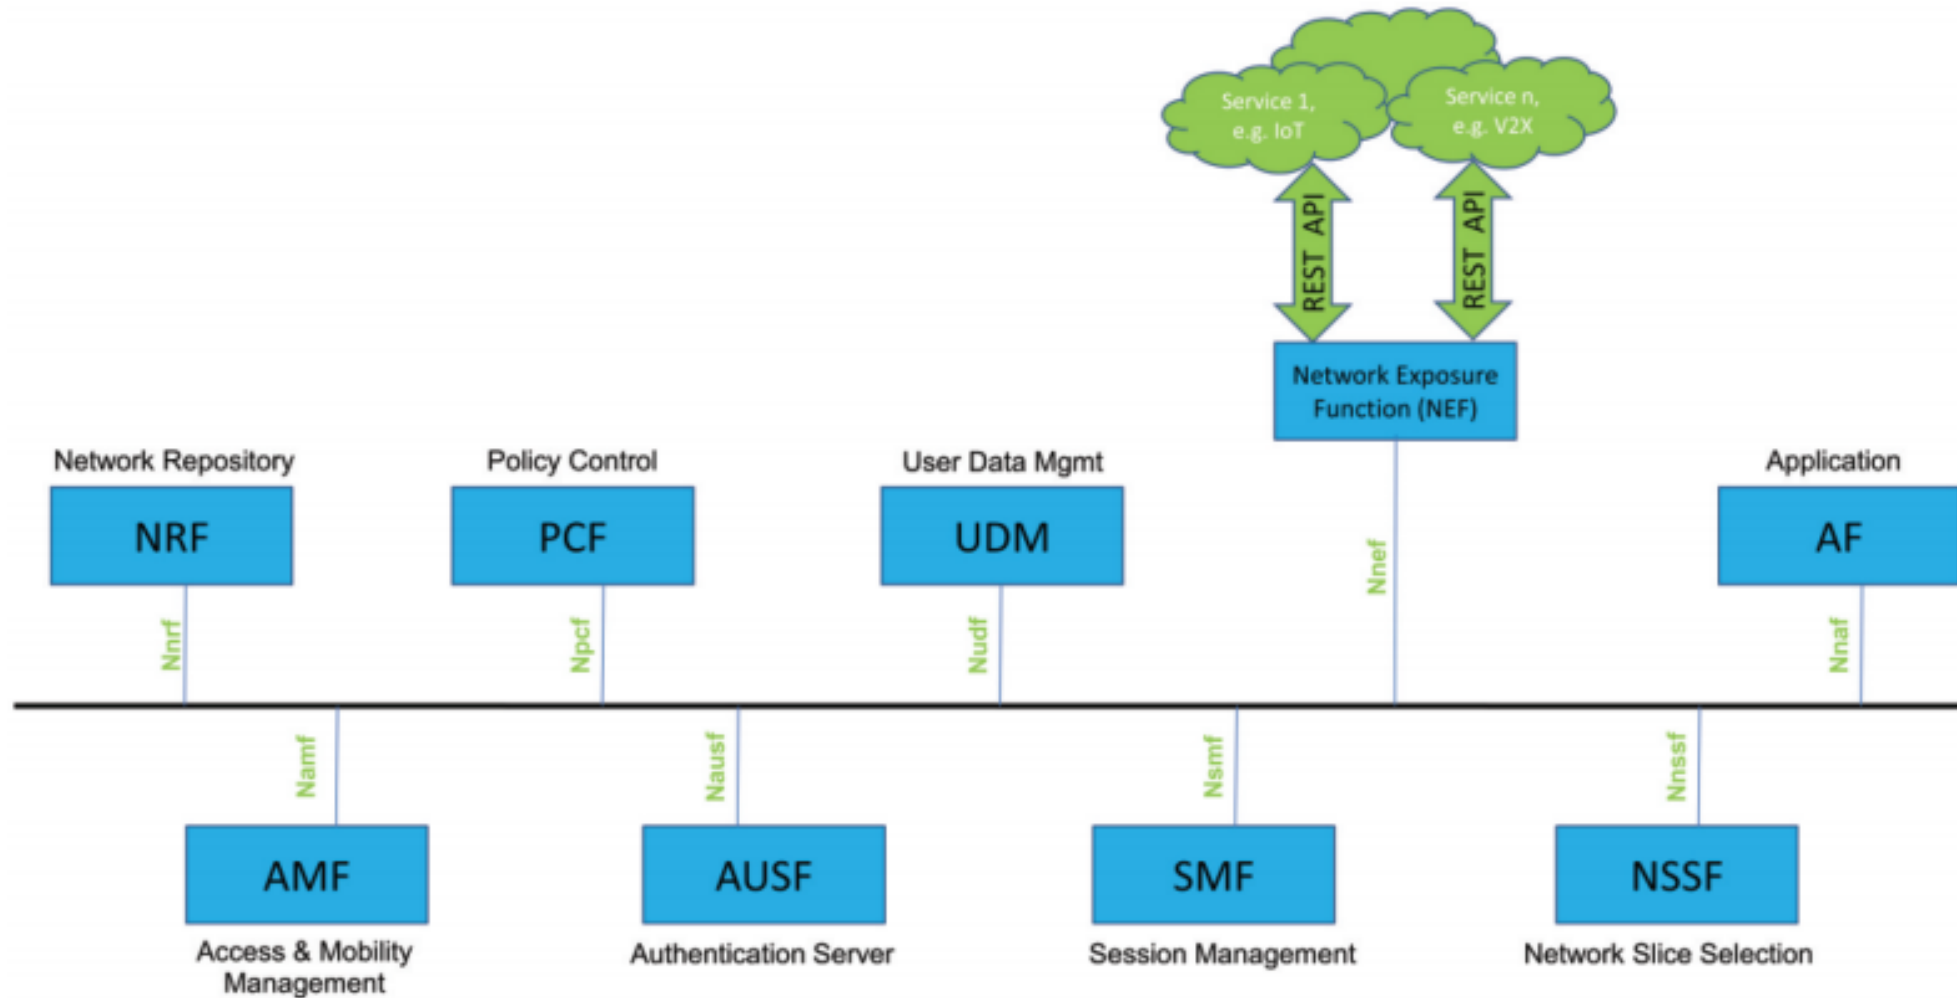 Service 1,
e.g. IoT
Service n,
e.g. V2X
REST API
REST API
Network Exposure
Function (NEF)
Network Repository
Policy Control
User Data Mgmt
Application
NRF
PCF
UDM
AF
Nnrf
Npcf
Nudf
Nnef
Nnaf
Namf
Nausf
Nsmf
Nnssf
AMF
AUSF
SMF
NSSF
Access & Mobility
Management
Authentication Server
Session Management
Network Slice Selection